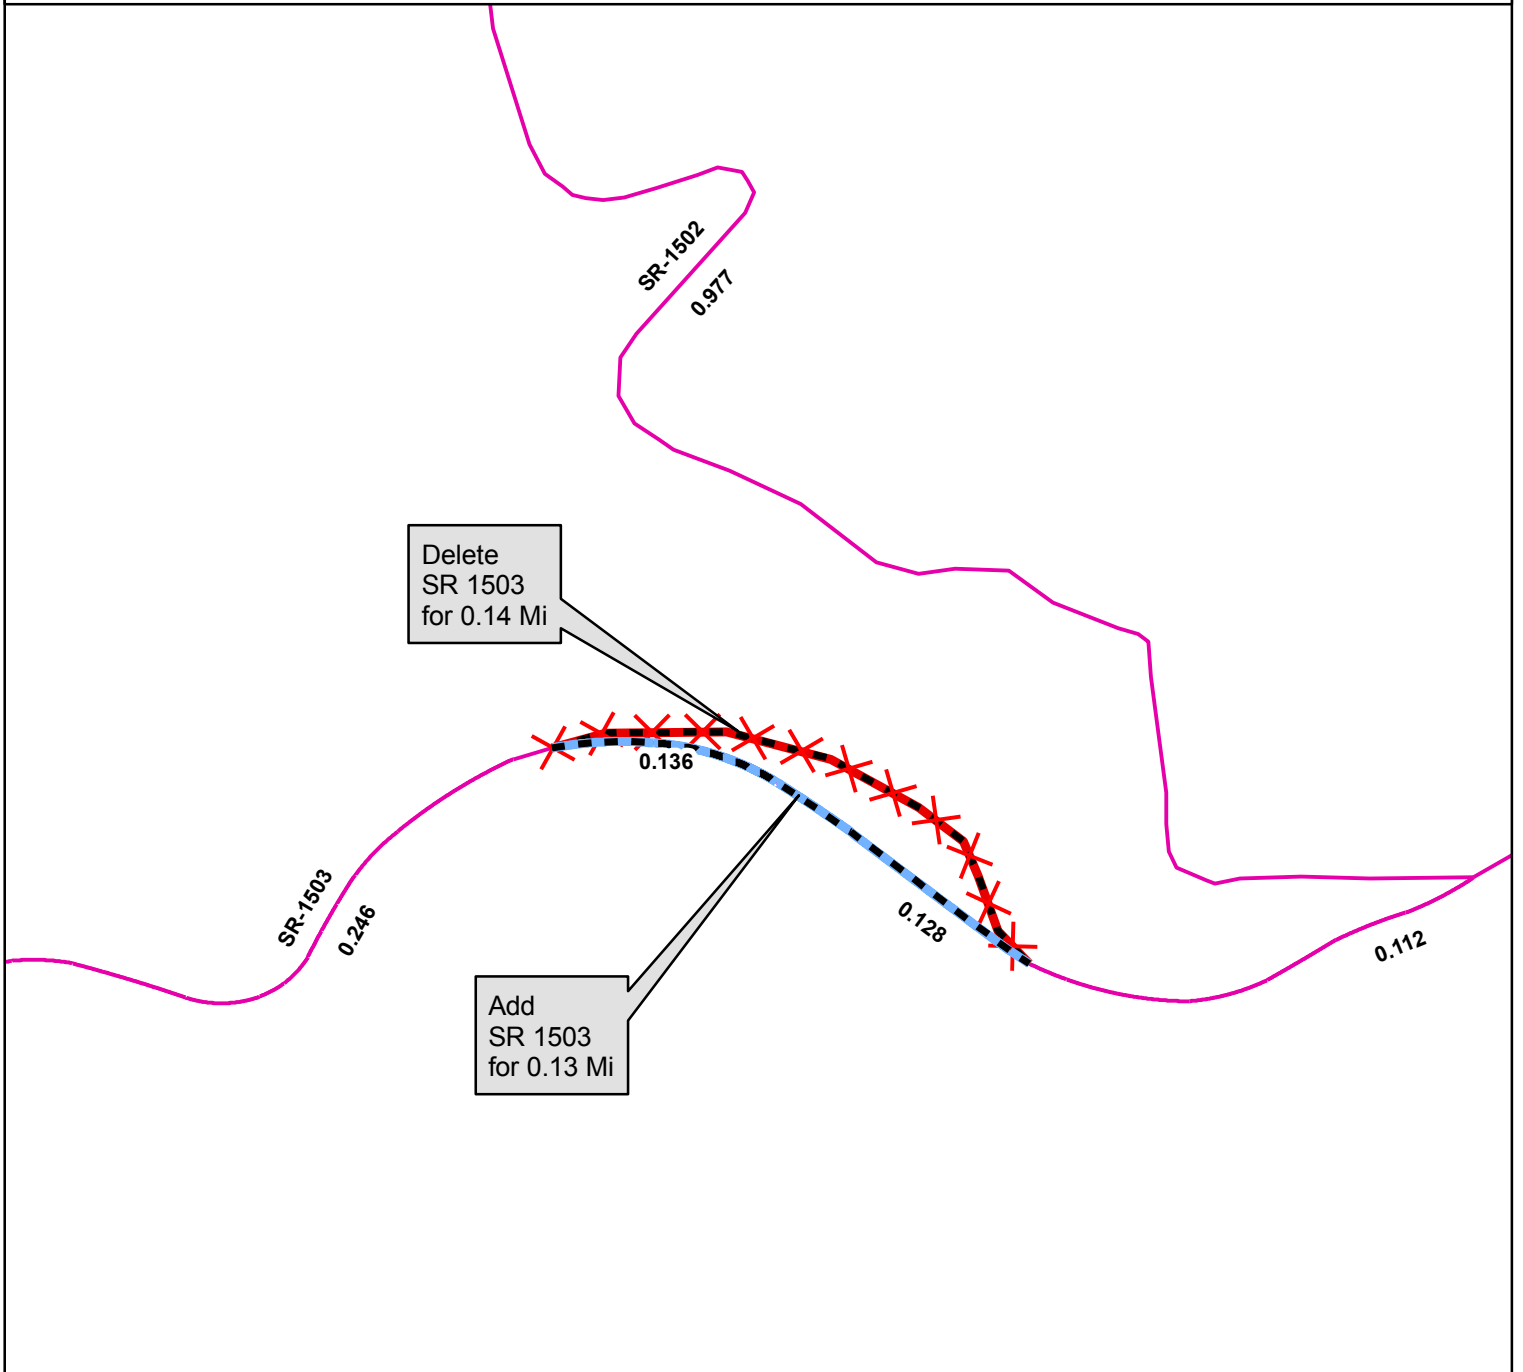 SR-1502
0.977
Delete
SR 1503
for 0.14 Mi
0.136
SR-1503
0.246
0.128
0.112
Add
SR 1503
for 0.13 Mi